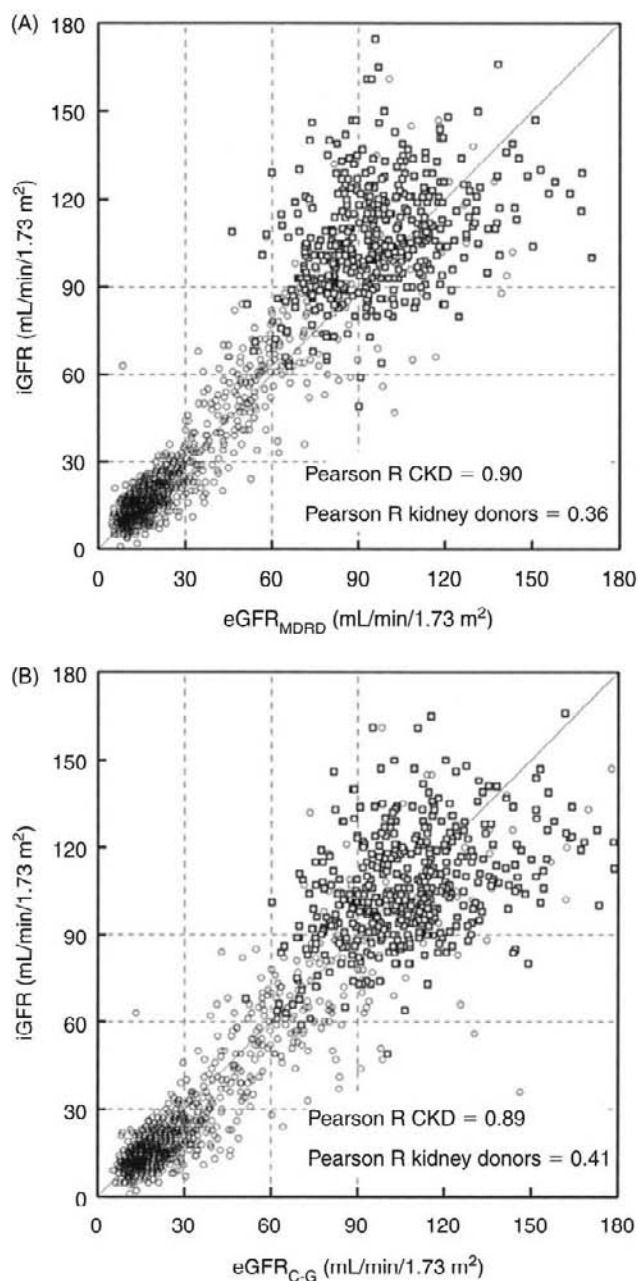 (A)
180
150
120
90
60
30
0
iGFR (mL/min/1.73 m²)
Pearson R CKD = 0.90
Pearson R kidney donors = 0.36
0 30 60 90 120 150 180
eGFR_MDRD (mL/min/1.73 m²)
(B)
180
150
120
90
60
30
0
iGFR (mL/min/1.73 m²)
Pearson R CKD = 0.89
Pearson R kidney donors = 0.41
0 30 60 90 120 150 180
eGFR_C-G (mL/min/1.73 m²)